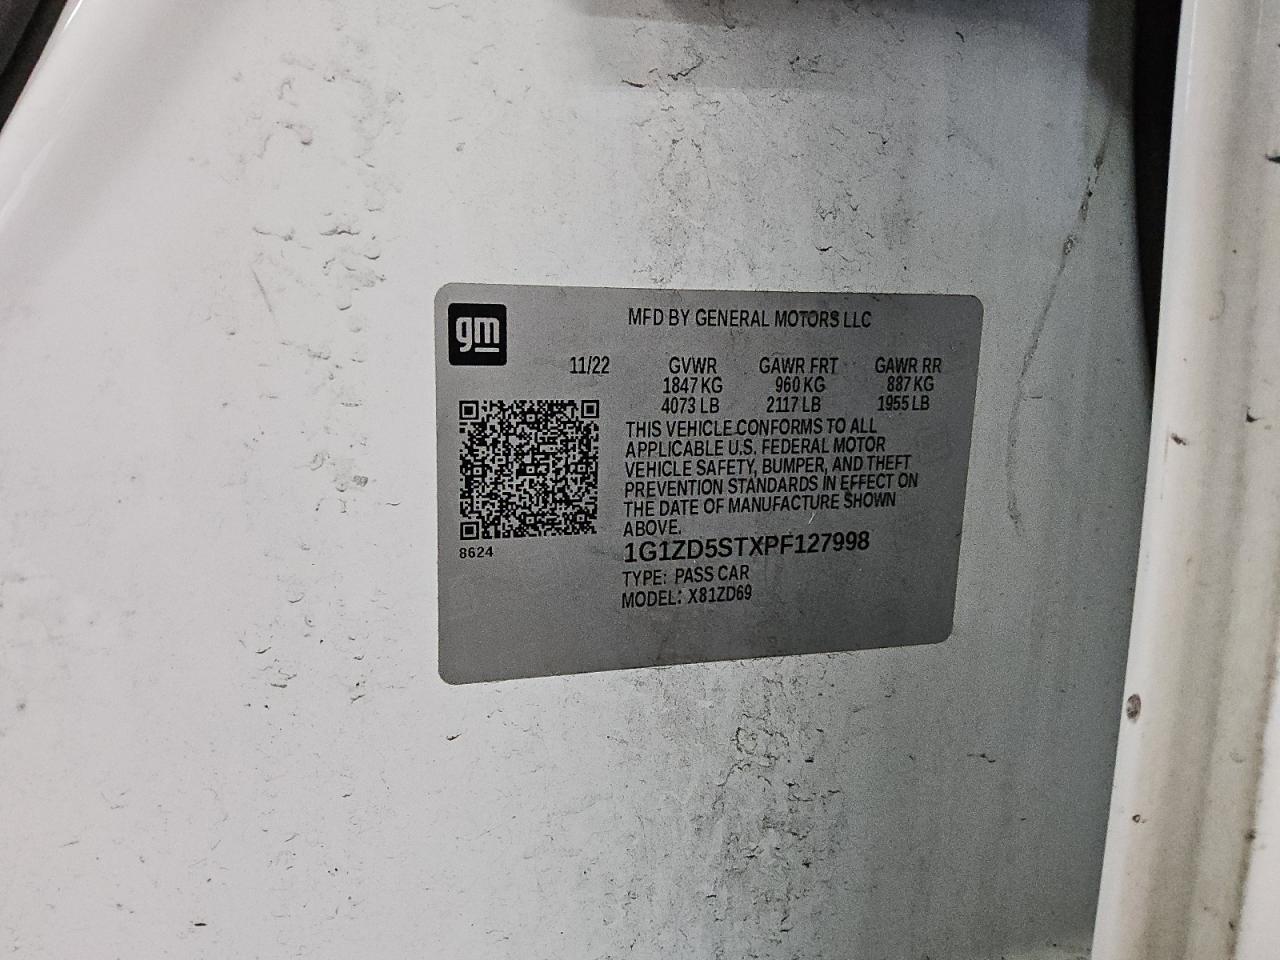 gm
MFD BY GENERAL MOTORS LLC
11/22 GVWR GAWR FRT GAWR RR
1847 KG 960 KG 887 KG
4073 LB 2117 LB 1955 LB
THIS VEHICLE CONFORMS TO ALL
APPLICABLE U.S. FEDERAL MOTOR
VEHICLE SAFETY, BUMPER, AND THEFT
PREVENTION STANDARDS IN EFFECT ON
THE DATE OF MANUFACTURE SHOWN
ABOVE.
8624
1G1ZD5STXPF127998
TYPE: PASS CAR
MODEL: X81ZD69